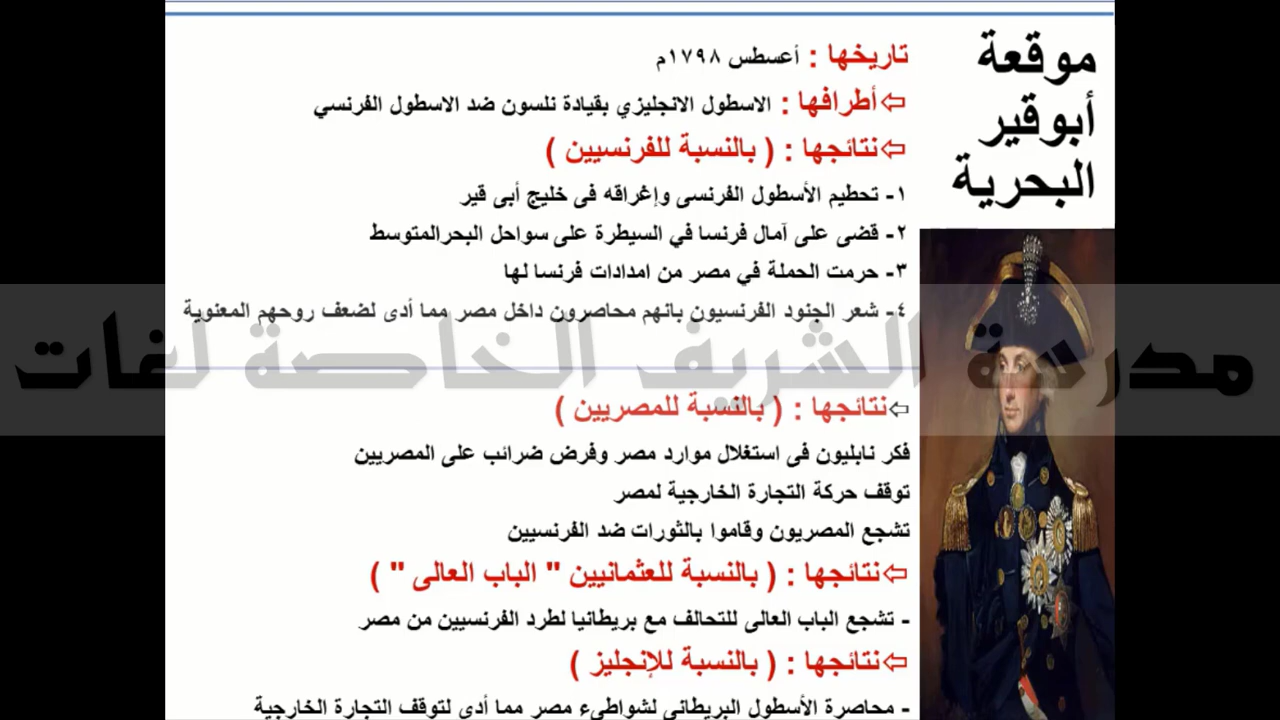 موقعة
أبوقير
البحرية
تاريخها : أغسطس ١٧٩٨م
⇦أطرافها : الاسطول الانجليزي بقيادة نلسون ضد الاسطول الفرنسي
⇦نتائجها : ( بالنسبة للفرنسيين )
١- تحطيم الأسطول الفرنسى وإغراقه فى خليج أبى قير
٢- قضى على آمال فرنسا في السيطرة على سواحل البحرالمتوسط
٣- حرمت الحملة في مصر من امدادات فرنسا لها
٤- شعر الجنود الفرنسيون بانهم محاصرون داخل مصر مما أدى لضعف روحهم المعنوية
مدرسة الشريف الخاصة لغات
⇦نتائجها : ( بالنسبة للمصريين )
فكر نابليون فى استغلال موارد مصر وفرض ضرائب على المصريين
توقف حركة التجارة الخارجية لمصر
تشجع المصريون وقاموا بالثورات ضد الفرنسيين
⇦نتائجها : ( بالنسبة للعثمانيين " الباب العالى " )
- تشجع الباب العالى للتحالف مع بريطانيا لطرد الفرنسيين من مصر
⇦نتائجها : ( بالنسبة للإنجليز )
- محاصرة الأسطول البريطانى لشواطىء مصر مما أدى لتوقف التجارة الخارجية